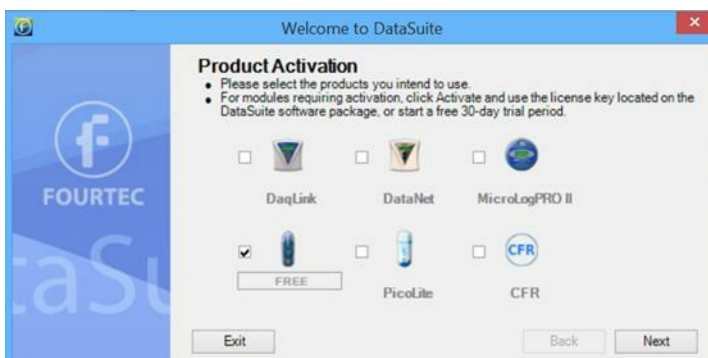 Welcome to DataSuite
Product Activation
• Please select the products you intend to use.
• For modules requiring activation, click Activate and use the license key located on the
DataSuite software package, or start a free 30-day trial period.
FOURTEC
DaqLink DataNet MicroLogPRO II
CFR
FREE
PicoLite CFR
aSu
Exit Back Next